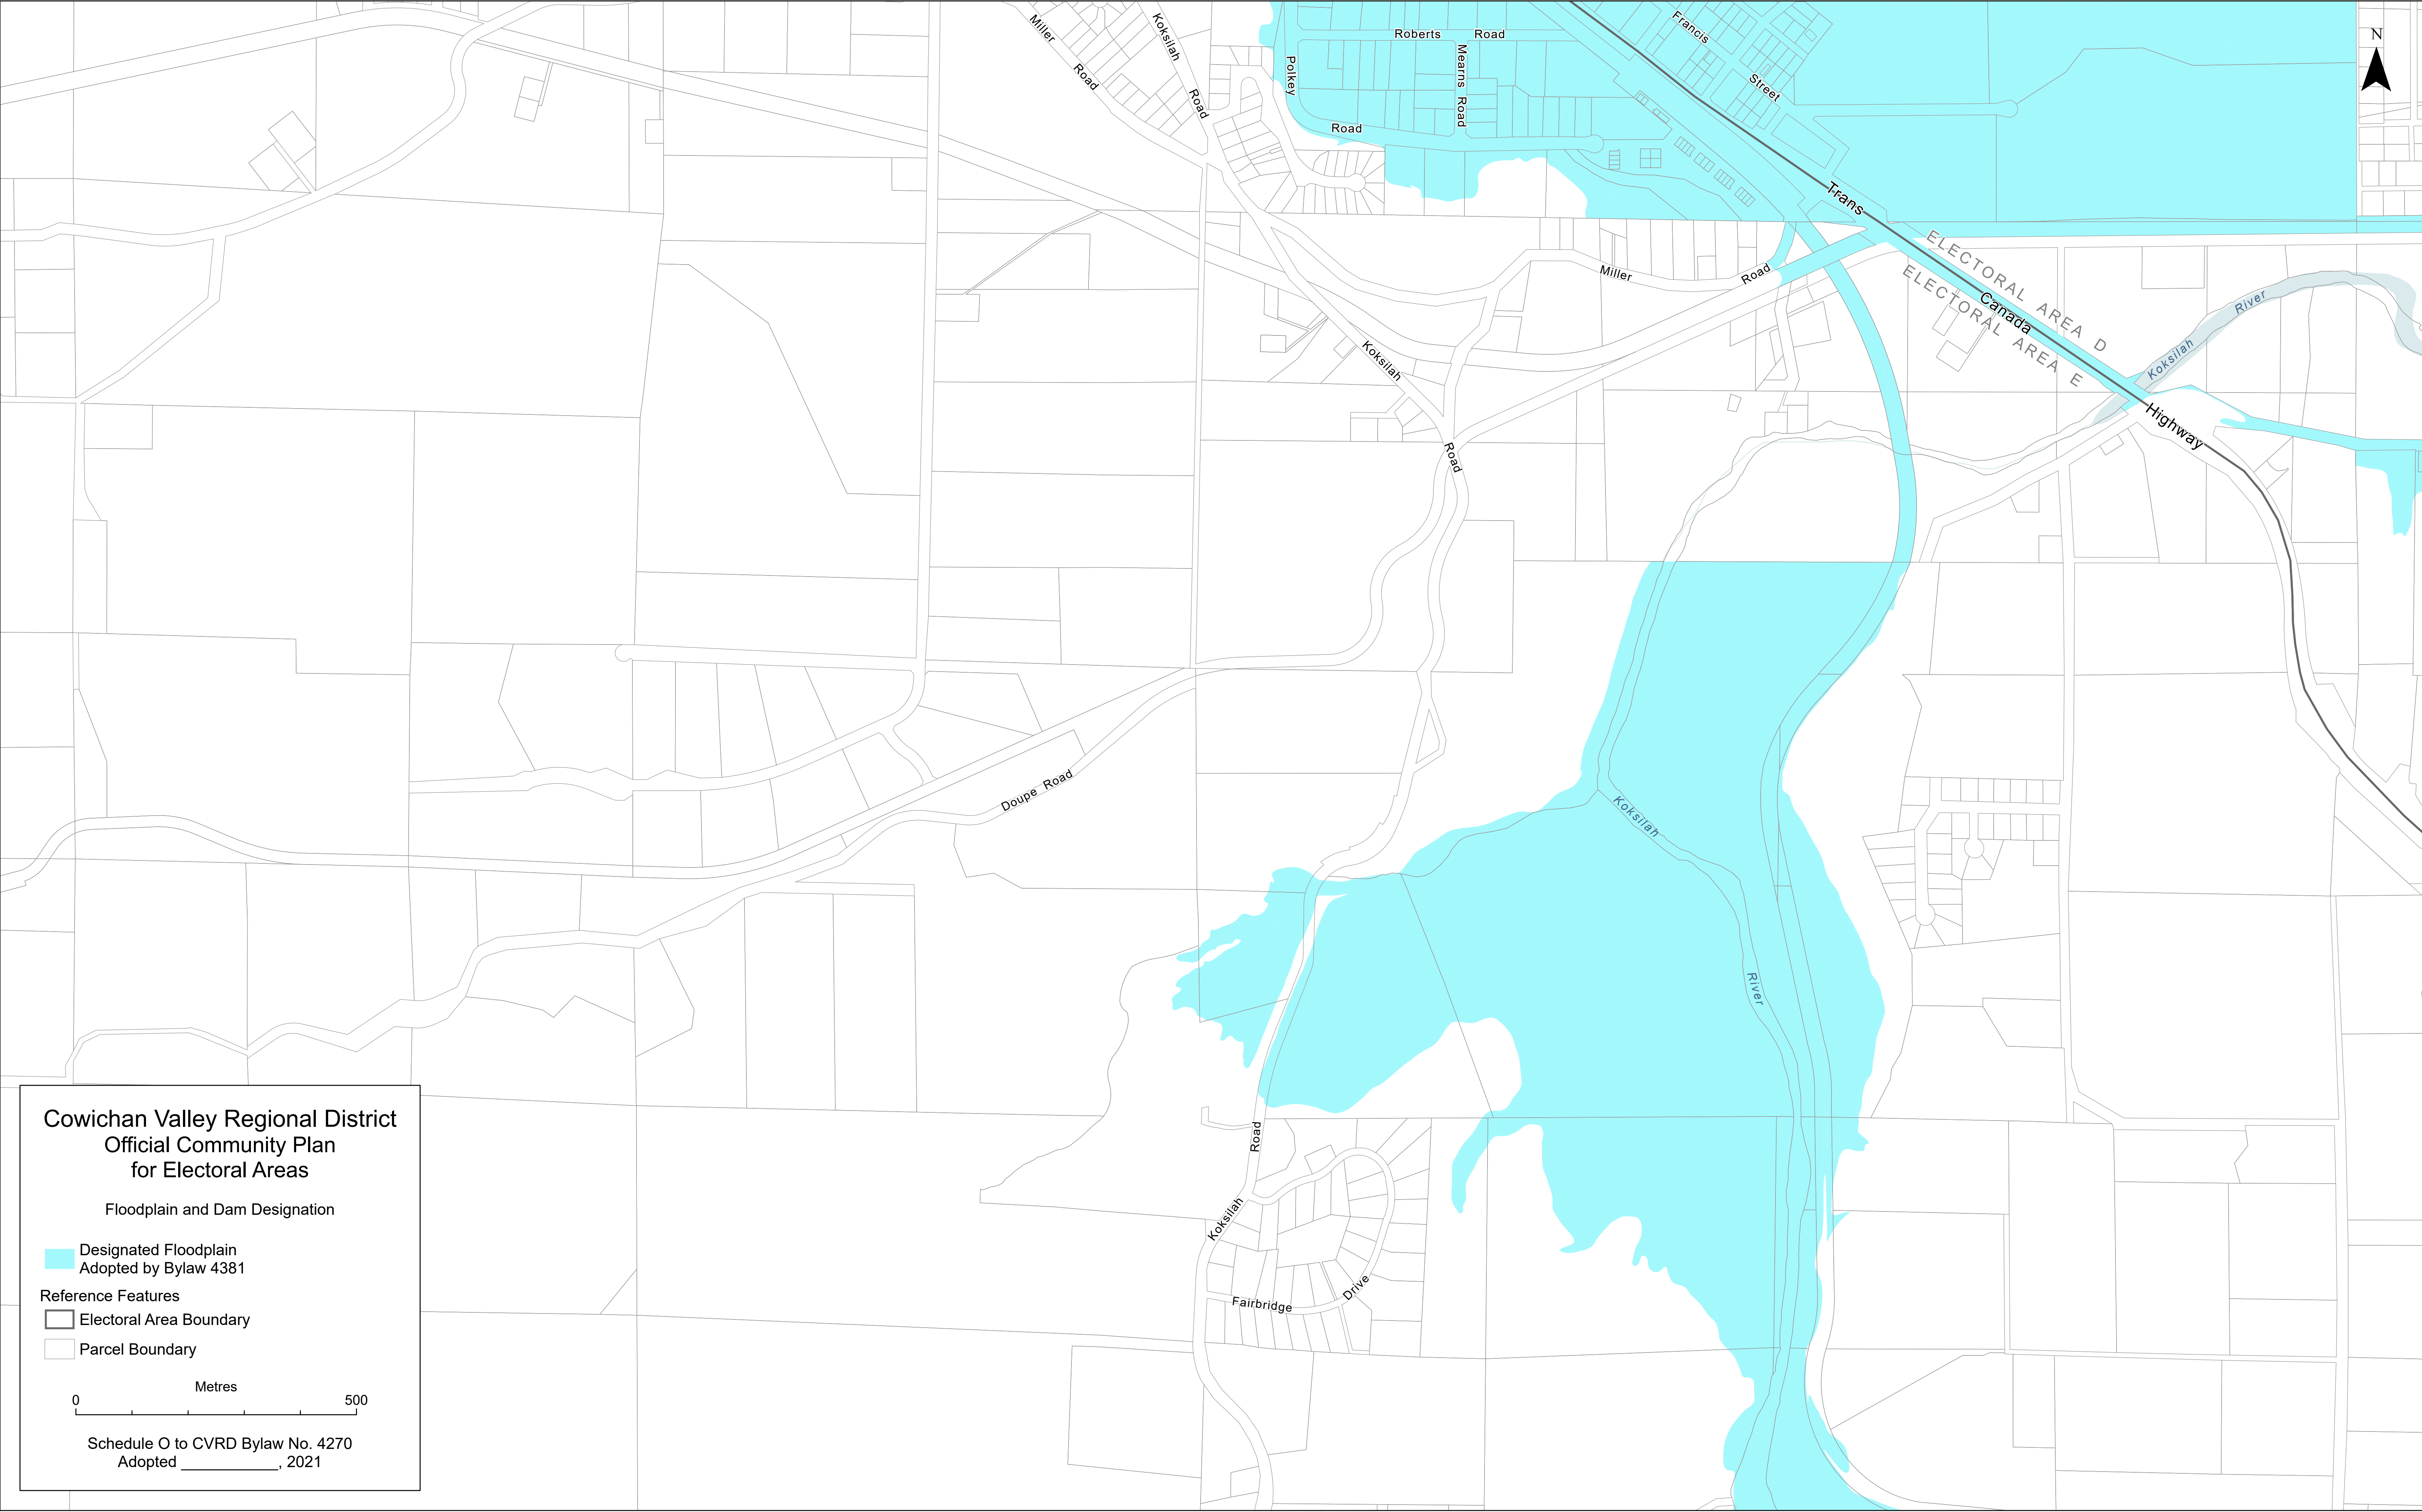 Miller
Road
Koksilah
Road
Polkey
Road
Roberts Road
Mearns Road
Francis
Street
N
Trans
Canada
Highway
ELECTORAL AREA D
ELECTORAL AREA E
Koksilah
River
Miller
Road
Koksilah
Road
Doupe Road
Koksilah
River
Road
Koksilah
Fairbridge
Drive
Cowichan Valley Regional District
Official Community Plan
for Electoral Areas
Floodplain and Dam Designation
Designated Floodplain
Adopted by Bylaw 4381
Reference Features
Electoral Area Boundary
Parcel Boundary
Metres
0 500
Schedule O to CVRD Bylaw No. 4270
Adopted ___________, 2021